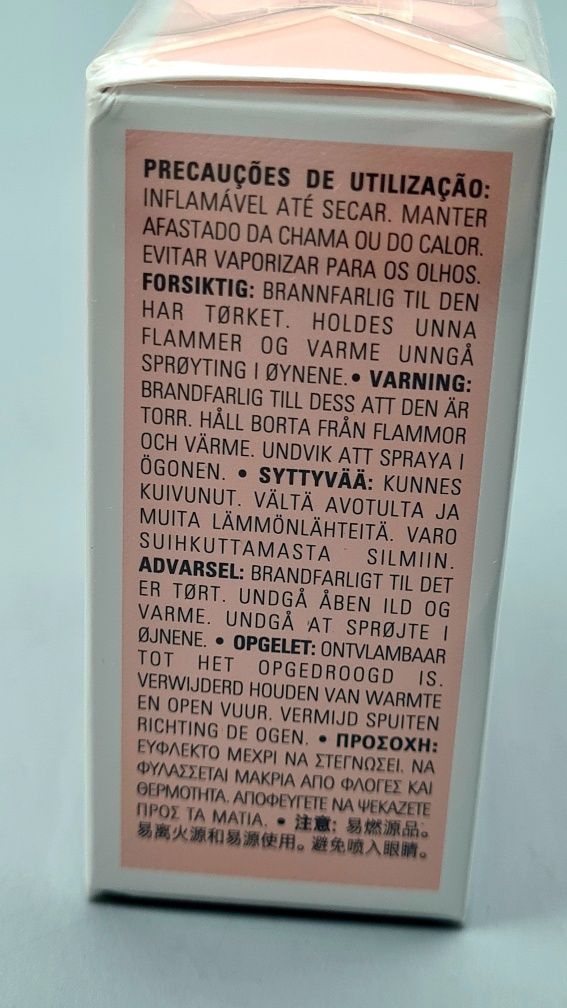 PRECAUÇÕES DE UTILIZAÇÃO:
INFLAMÁVEL ATÉ SECAR. MANTER
AFASTADO DA CHAMA OU DO CALOR.
EVITAR VAPORIZAR PARA OS OLHOS.
FORSIKTIG: BRANNFARLIG TIL DEN
HAR TØRKET. HOLDES UNNA
FLAMMER OG VARME UNNGÅ
SPRØYTING I ØYNENE. • VARNING:
BRANDFARLIG TILL DESS ATT DEN ÄR
TORR. HÅLL BORTA FRÅN FLAMMOR
OCH VÄRME. UNDVIK ATT SPRAYA I
ÖGONEN. • SYTTYVÄÄ: KUNNES
KUIVUNUT. VÄLTÄ AVOTULTA JA
MUITA LÄMMÖNLÄHTEITÄ. VARO
SUIHKUTTAMASTA SILMIIN.
ADVARSEL: BRANDFARLIGT TIL DET
ER TØRT. UNDGÅ ÅBEN ILD OG
VARME. UNDGÅ AT SPRØJTE I
ØJNENE. • OPGELET: ONTVLAMBAAR
TOT HET OPGEDROOGD IS.
VERWIJDERD HOUDEN VAN WARMTE
EN OPEN VUUR. VERMIJD SPUITEN
RICHTING DE OGEN. • ΠΡΟΣΟΧΗ:
ΕΥΦΛΕΚΤΟ ΜΕΧΡΙ ΝΑ ΣΤΕΓΝΩΣΕΙ. ΝΑ
ΦΥΛΑΣΣΕΤΑΙ ΜΑΚΡΙΑ ΑΠΟ ΦΛΟΓΕΣ ΚΑΙ
ΘΕΡΜΟΤΗΤΑ. ΑΠΟΦΕΥΓΕΤΕ ΝΑ ΨΕΚΑΖΕΤΕ
ΠΡΟΣ ΤΑ ΜΑΤΙΑ. • 注意: 易燃源品。
易离火源和易源使用。避免喷入眼睛。